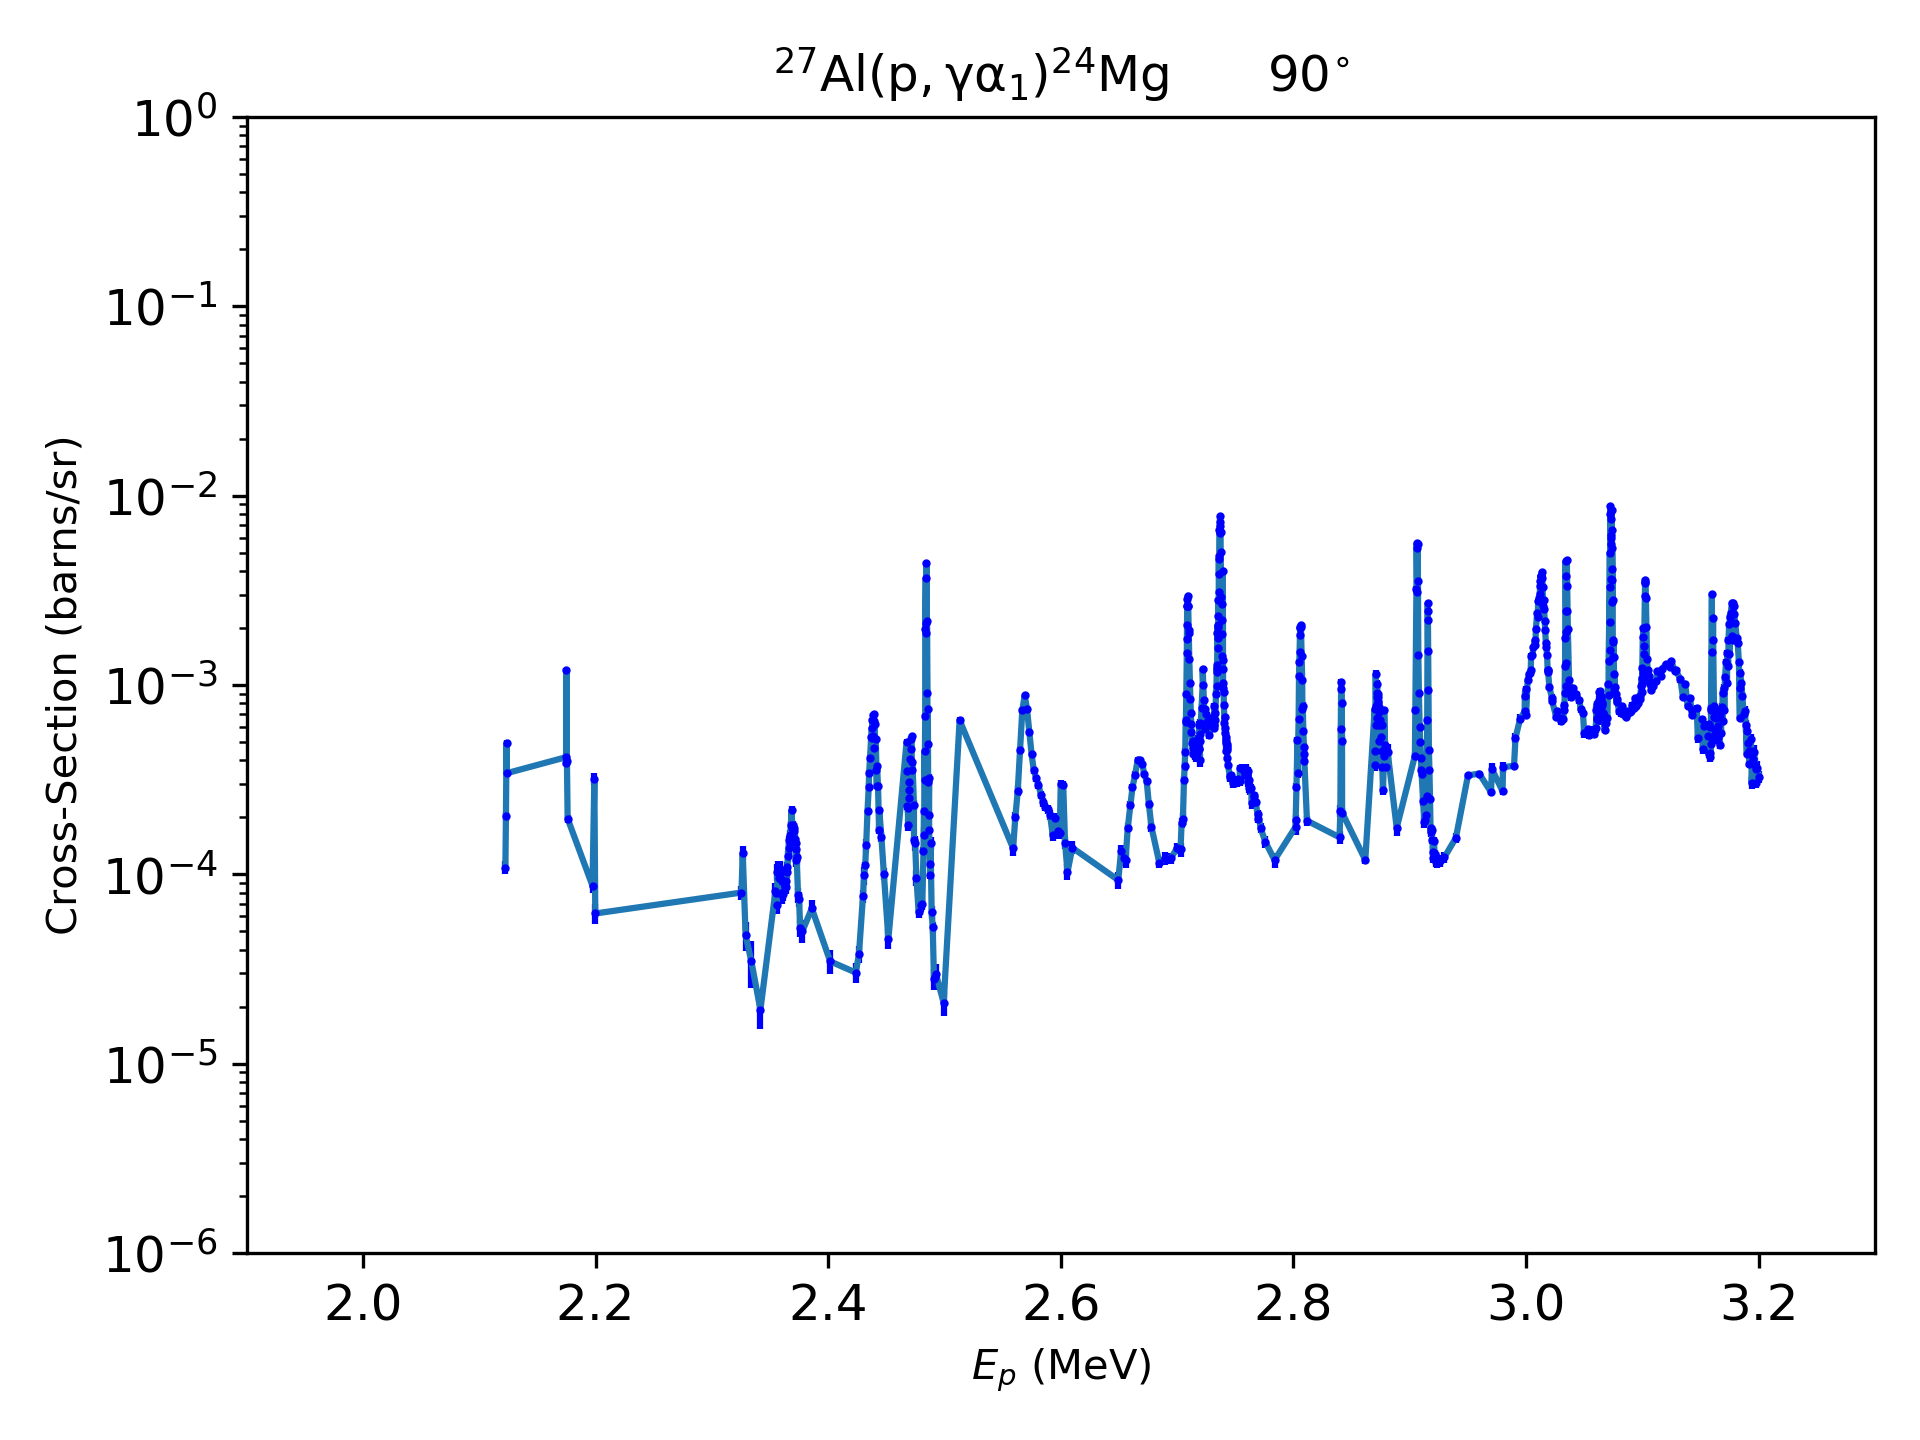 ²⁷Al(p, γα₁)²⁴Mg 90°
10⁰
10⁻¹
10⁻²
10⁻³
10⁻⁴
10⁻⁵
10⁻⁶
Cross-Section (barns/sr)
2.0 2.2 2.4 2.6 2.8 3.0 3.2
Eₚ (MeV)